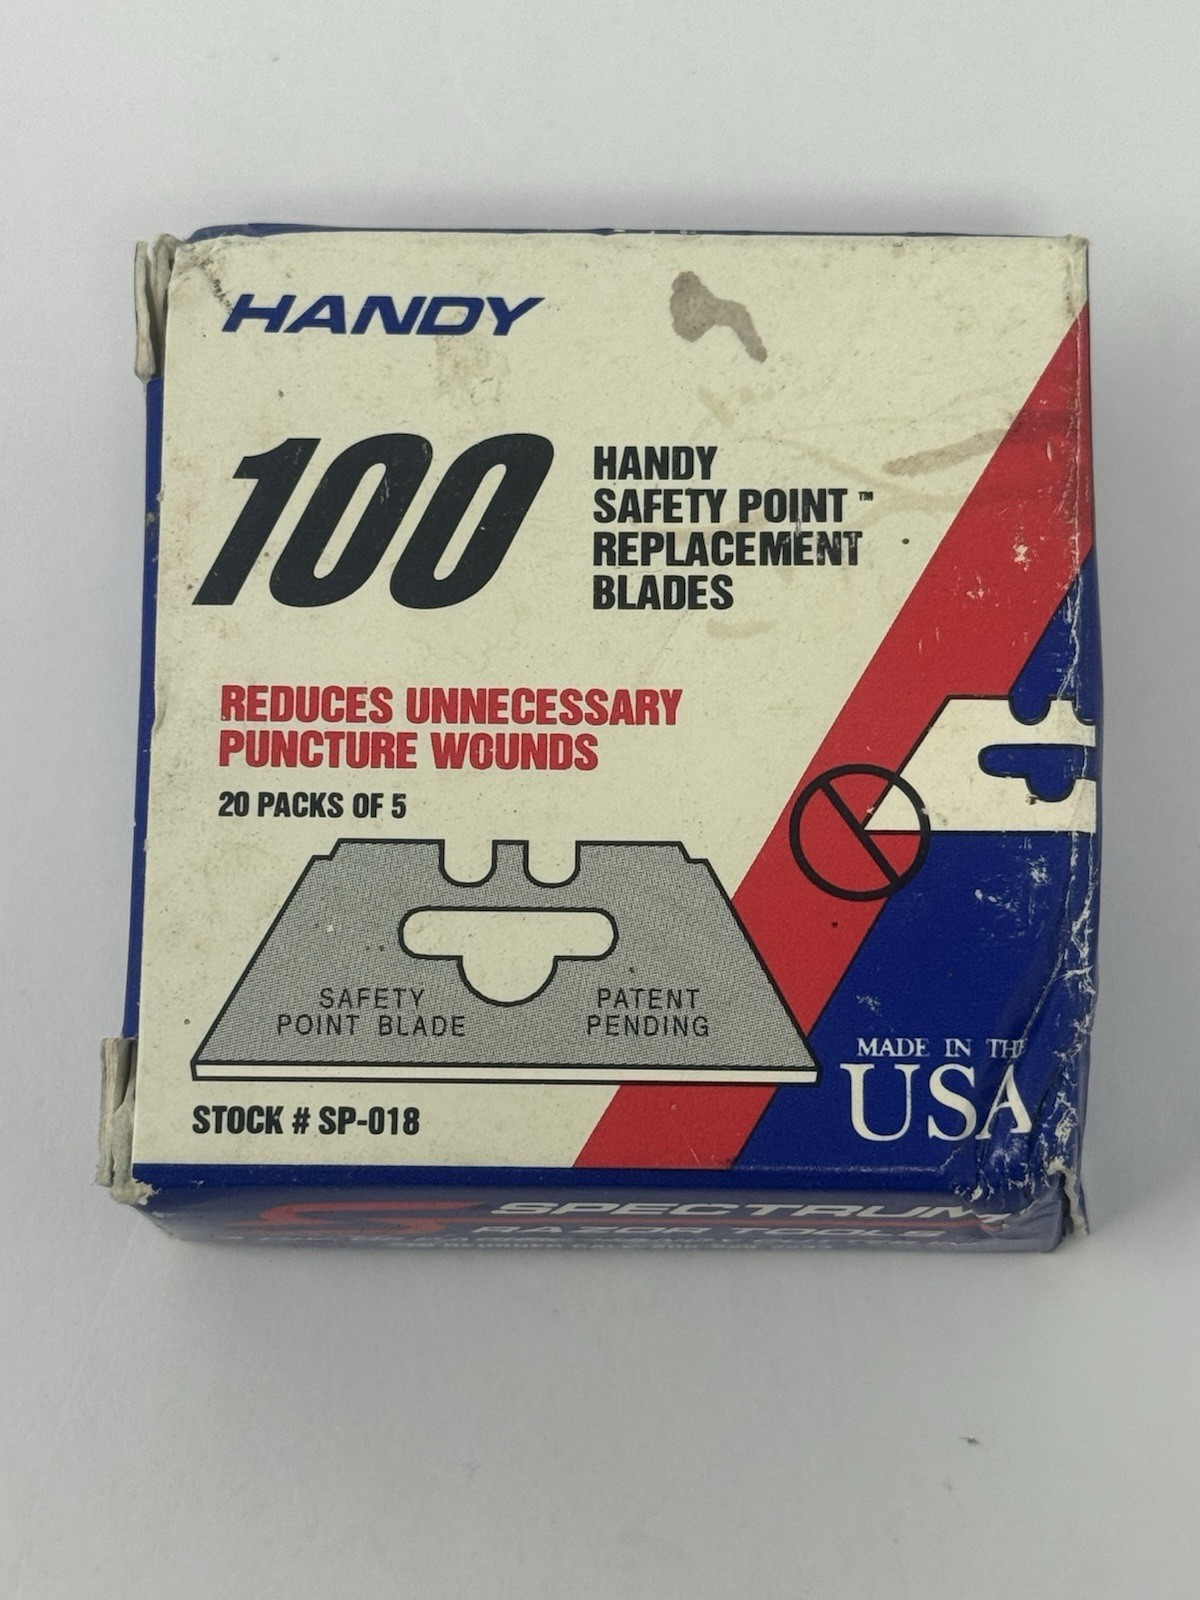 HANDY
100
HANDY
SAFETY POINT™
REPLACEMENT
BLADES
REDUCES UNNECESSARY
PUNCTURE WOUNDS
20 PACKS OF 5
SAFETY
POINT BLADE
PATENT
PENDING
MADE IN THE
USA
STOCK # SP-018
SPECTRUM
RAZOR TOOLS